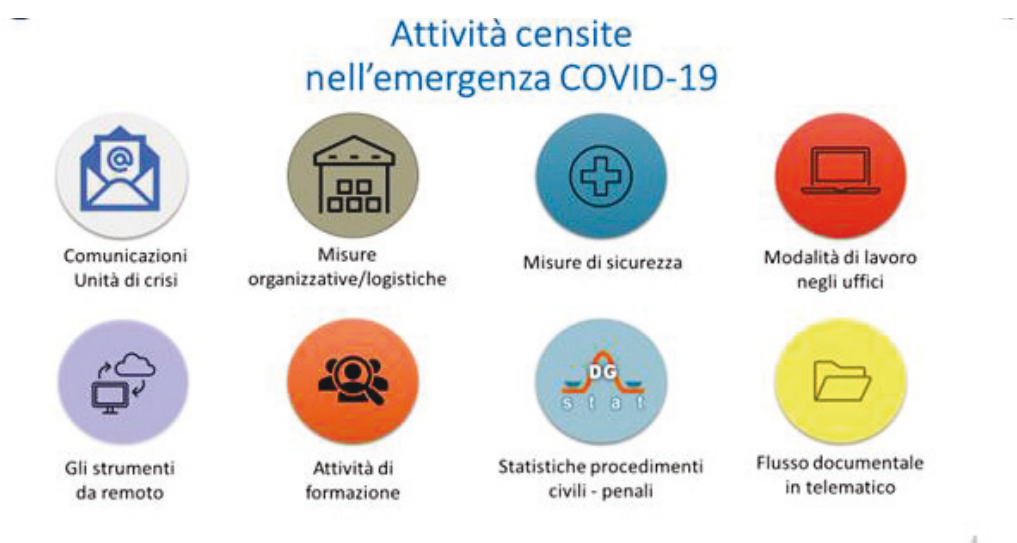 Attività censite
nell'emergenza COVID-19
@
Comunicazioni
Unità di crisi
Misure
organizzative/logistiche
Misure di sicurezza
Modalità di lavoro
negli uffici
DG
stat
Gli strumenti
da remoto
Attività di
formazione
Statistiche procedimenti
civili - penali
Flusso documentale
in telematico